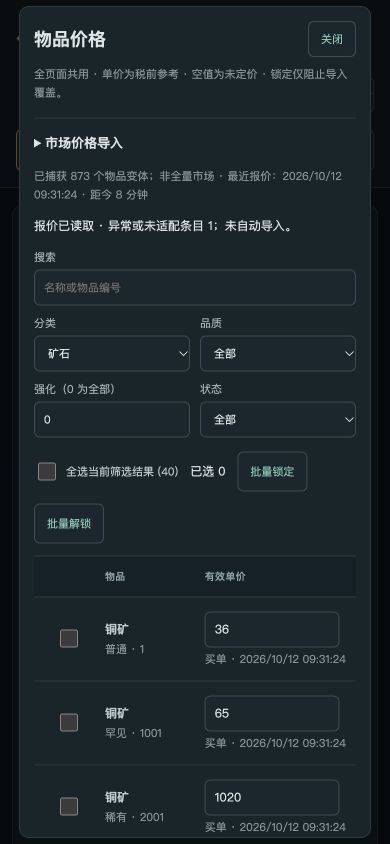 物品价格
关闭
全页面共用 · 单价为税前参考 · 空值为未定价 · 锁定仅阻止导入
覆盖。
▶ 市场价格导入
已捕获 873 个物品变体；非全量市场 · 最近报价：2026/10/12
09:31:24 · 距今 8 分钟
报价已读取 · 异常或未适配条目 1；未自动导入。
搜索
名称或物品编号
分类
品质
矿石
全部
强化（0 为全部）
状态
0
全部
全选当前筛选结果 (40)
已选 0
批量锁定
批量解锁
物品
有效单价
铜矿
普通 · 1
36
买单 · 2026/10/12 09:31:24
铜矿
罕见 · 1001
65
买单 · 2026/10/12 09:31:24
铜矿
稀有 · 2001
1020
买单 · 2026/10/12 09:31:24